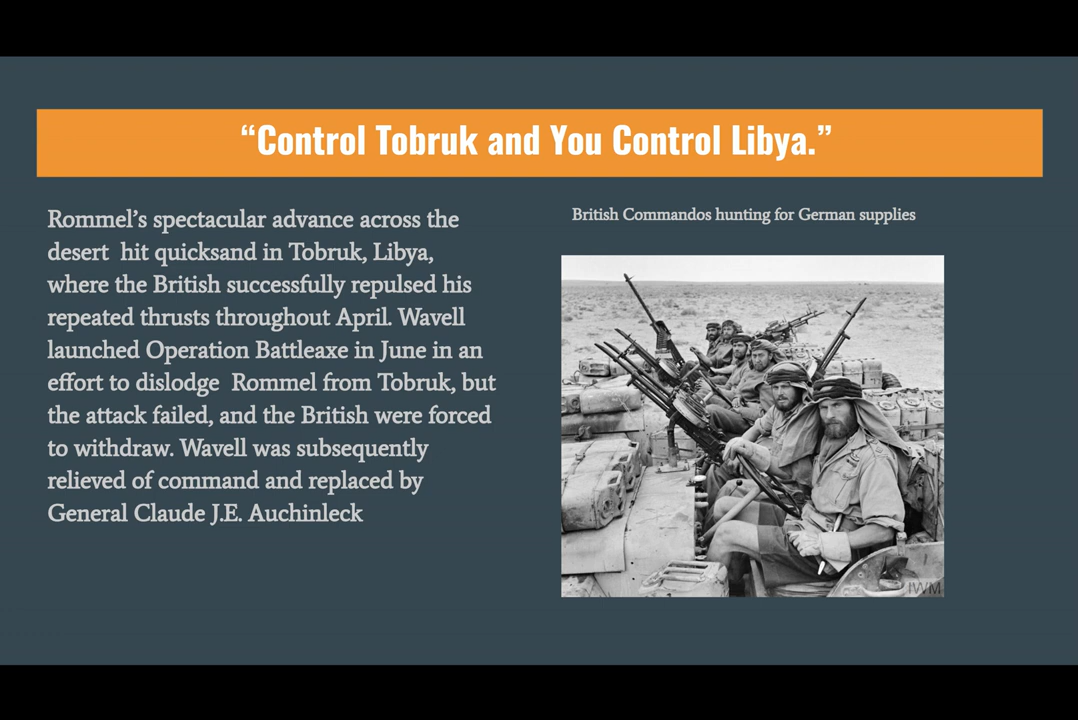 “Control Tobruk and You Control Libya.”
Rommel’s spectacular advance across the
desert  hit quicksand in Tobruk, Libya,
where the British successfully repulsed his
repeated thrusts throughout April. Wavell
launched Operation Battleaxe in June in an
effort to dislodge  Rommel from Tobruk, but
the attack failed, and the British were forced
to withdraw. Wavell was subsequently
relieved of command and replaced by
General Claude J.E. Auchinleck
British Commandos hunting for German supplies
IWM